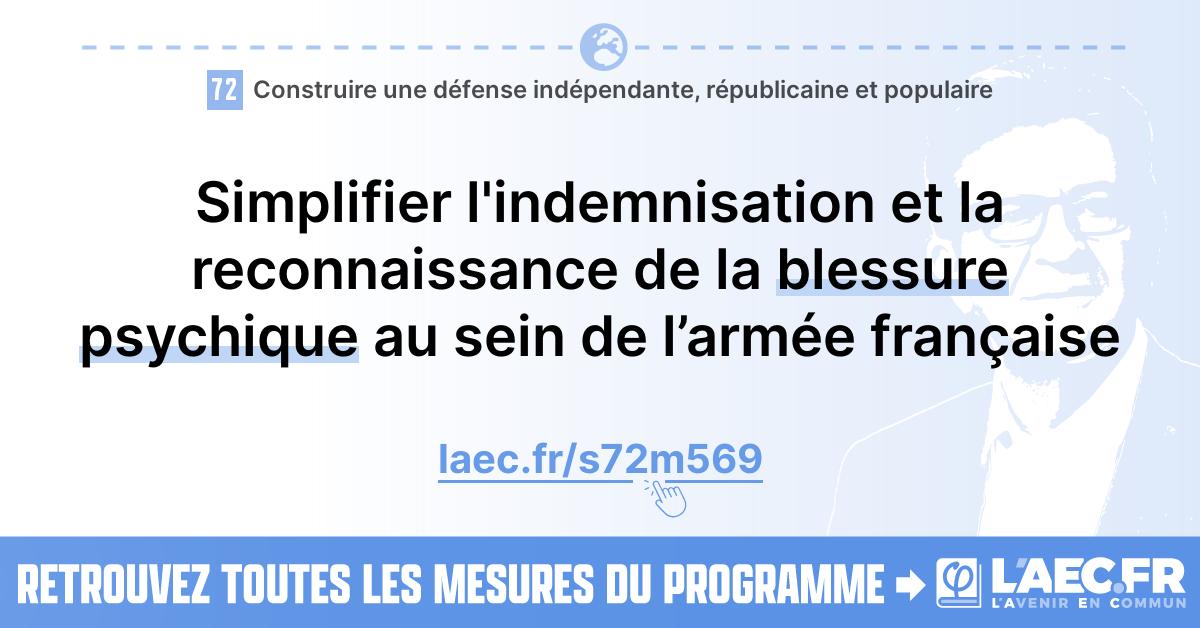 72 Construire une défense indépendante, républicaine et populaire
Simplifier l'indemnisation et la
reconnaissance de la blessure
psychique au sein de l’armée française
laec.fr/s72m569
RETROUVEZ TOUTES LES MESURES DU PROGRAMME
L'AEC.FR
L'AVENIR EN COMMUN